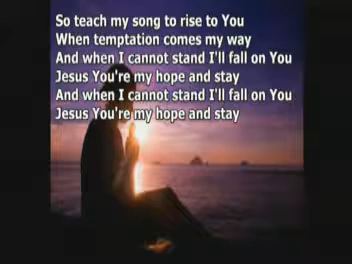 So teach my song to rise to You
When temptation comes my way
And when I cannot stand I'll fall on You
Jesus You're my hope and stay
And when I cannot stand I'll fall on You
Jesus You're my hope and stay